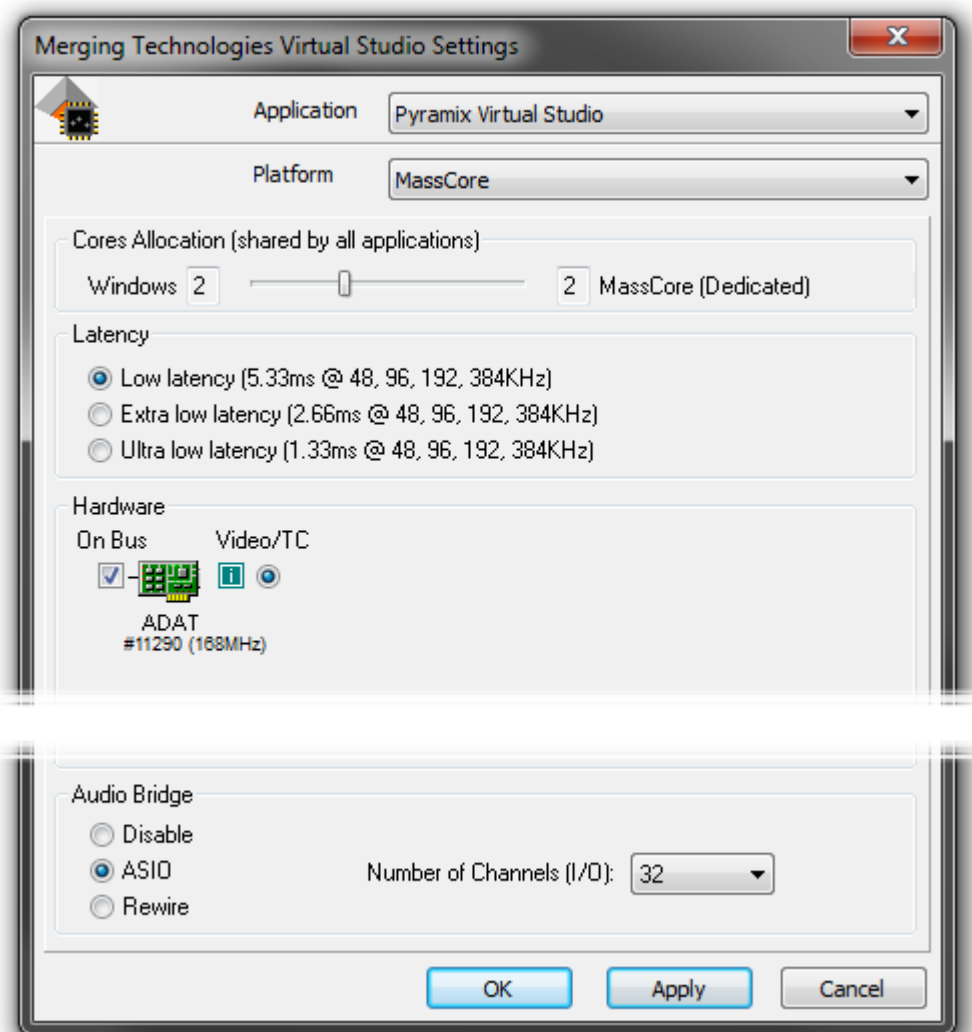 Merging Technologies Virtual Studio Settings
Application Pyramix Virtual Studio
Platform MassCore
Cores Allocation (shared by all applications)
Windows 2 2 MassCore (Dedicated)
Latency
Low latency (5.33ms @ 48, 96, 192, 384KHz)
Extra low latency (2.66ms @ 48, 96, 192, 384KHz)
Ultra low latency (1.33ms @ 48, 96, 192, 384KHz)
Hardware
On Bus Video/TC
i
ADAT
#11290 (168MHz)
Audio Bridge
Disable
ASIO Number of Channels (I/O): 32
Rewire
OK Apply Cancel